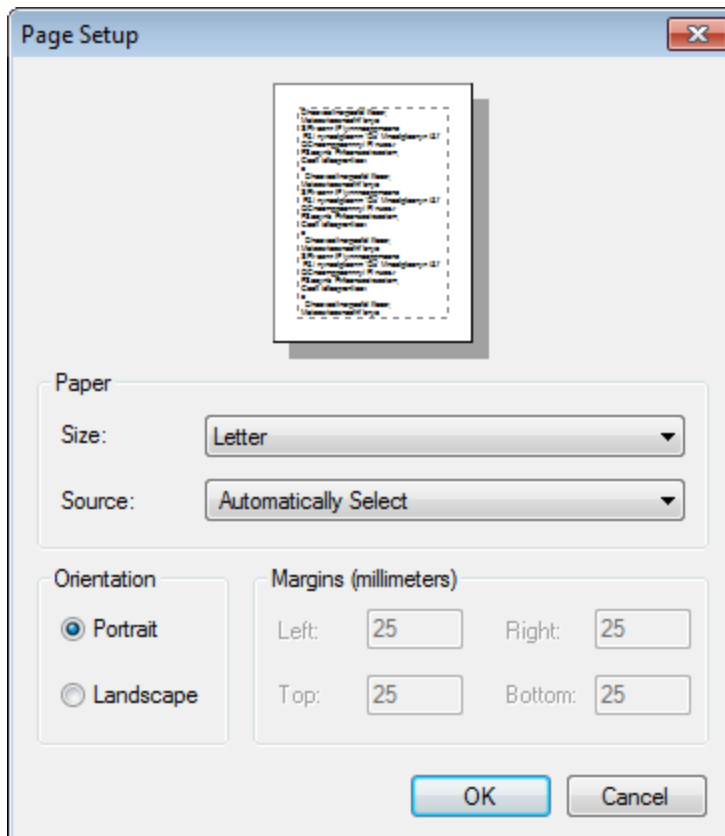 Page Setup
Paper
Size: Letter
Source: Automatically Select
Orientation
Portrait
Landscape
Margins (millimeters)
Left: 25 Right: 25
Top: 25 Bottom: 25
OK Cancel